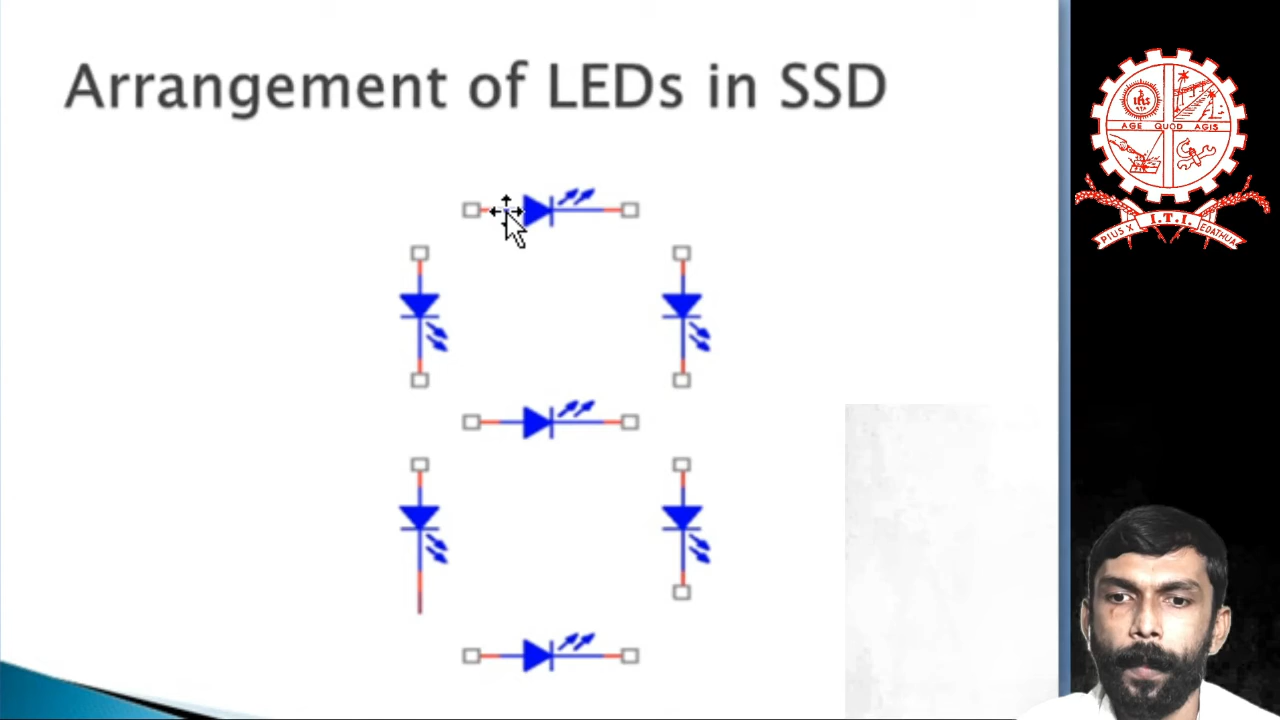 Arrangement of LEDs in SSD
AGE QUOD AGIS
PIUS X I.T.I. EDATHUA